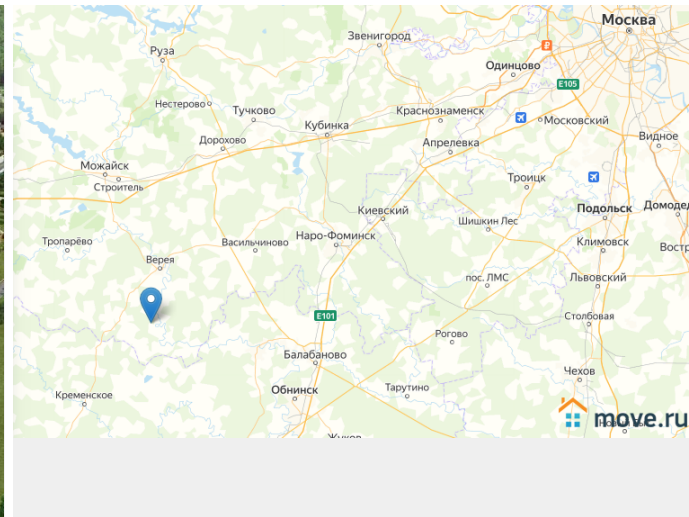 Москва
Звенигород
Руза
Одинцово
E105
Нестерово
Тучково
Краснознаменск
Московский
Кубинка
Дорохово
Апрелевка
Видное
Можайск
Строитель
Троицк
Киевский
Подольск
Домодед
Шишкин Лес
Тропарёво
Васильчиново
Наро-Фоминск
Климовск
Востр
Верея
пос. ЛМС
Львовский
E101
Столбовая
Рогово
Балабаново
Чехов
Кременское
Обнинск
Тарутино
move.ru
Жуков